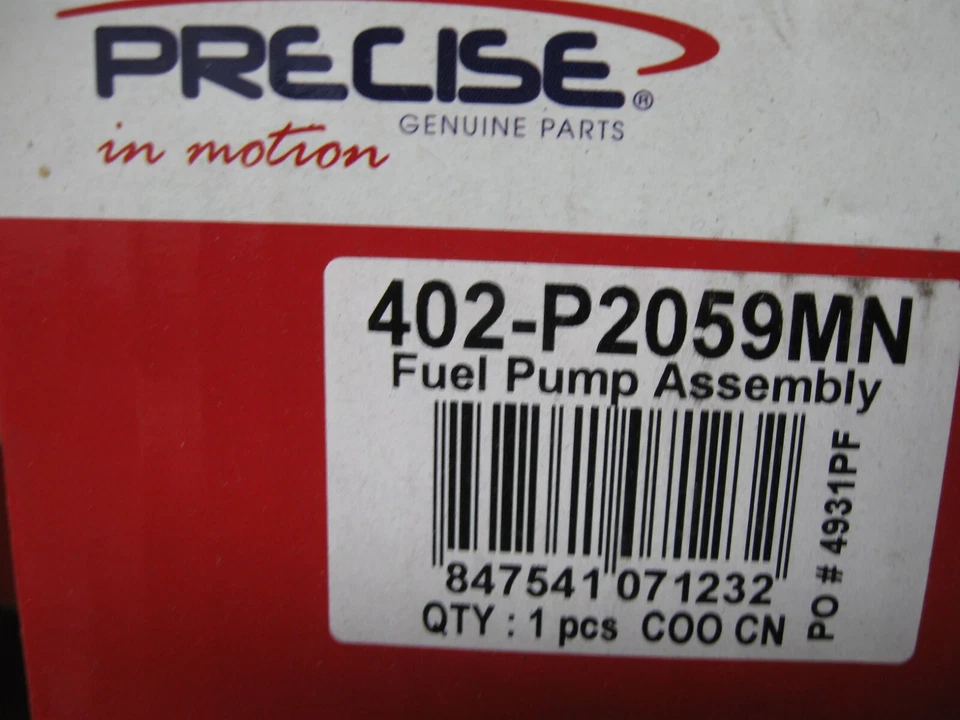 PRECISE®
GENUINE PARTS
in motion
402-P2059MN
Fuel Pump Assembly
847541 071232
QTY : 1 pcs COO CN
PO # 4931PF